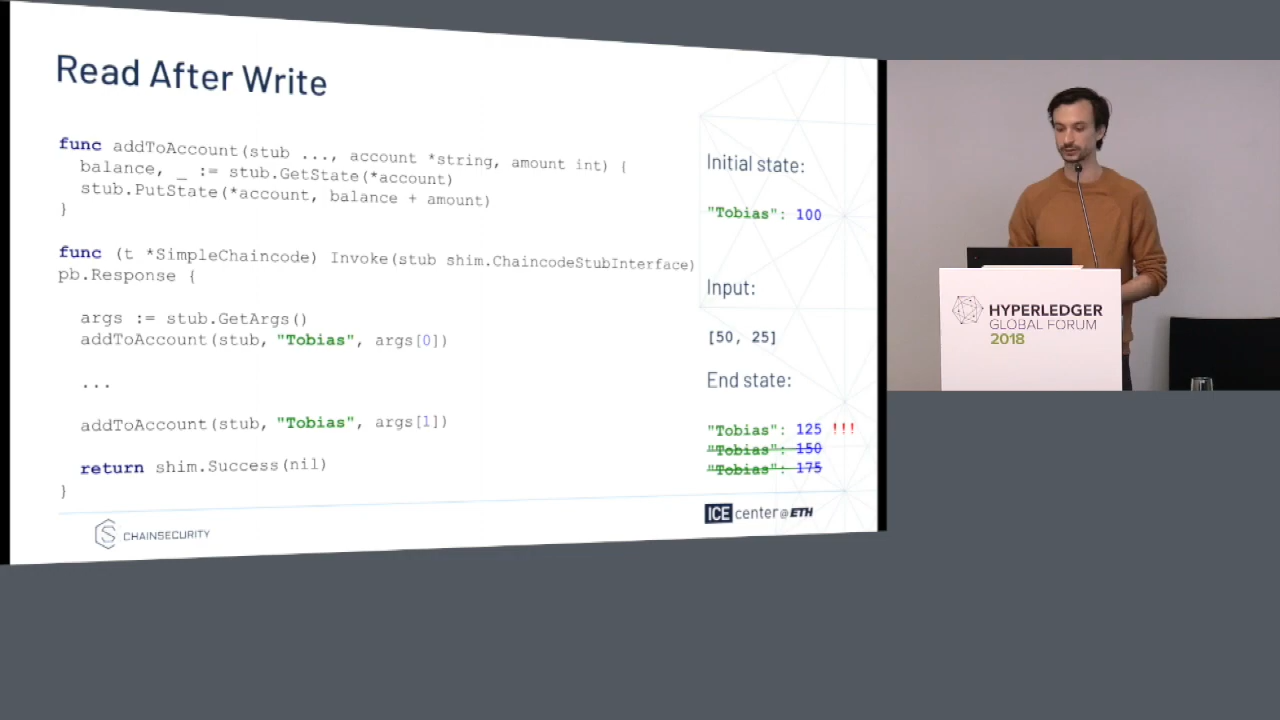 Read After Write
func addToAccount(stub ..., account *string, amount int) {
balance, _ := stub.GetState(*account)
stub.PutState(*account, balance + amount)
}
func (t *SimpleChaincode) Invoke(stub shim.ChaincodeStubInterface)
pb.Response {
args := stub.GetArgs()
addToAccount(stub, "Tobias", args[0])
...
addToAccount(stub, "Tobias", args[1])
return shim.Success(nil)
}
Initial state:
"Tobias": 100
Input:
[50, 25]
End state:
"Tobias": 125 !!!
"Tobias": 150
"Tobias": 175
CHAINSECURITY
ICE center@ETH
HYPERLEDGER
GLOBAL FORUM
2018